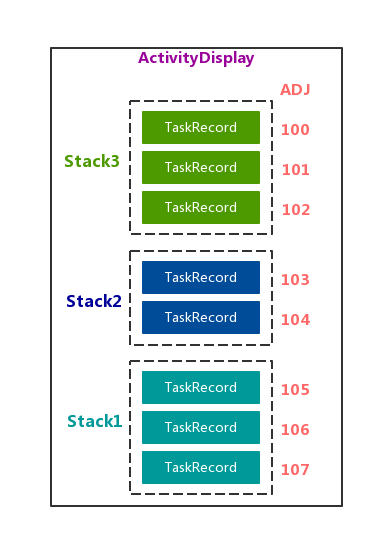 ActivityDisplay
ADJ
TaskRecord 100
Stack3 TaskRecord 101
TaskRecord 102
TaskRecord 103
Stack2
TaskRecord 104
TaskRecord 105
Stack1 TaskRecord 106
TaskRecord 107